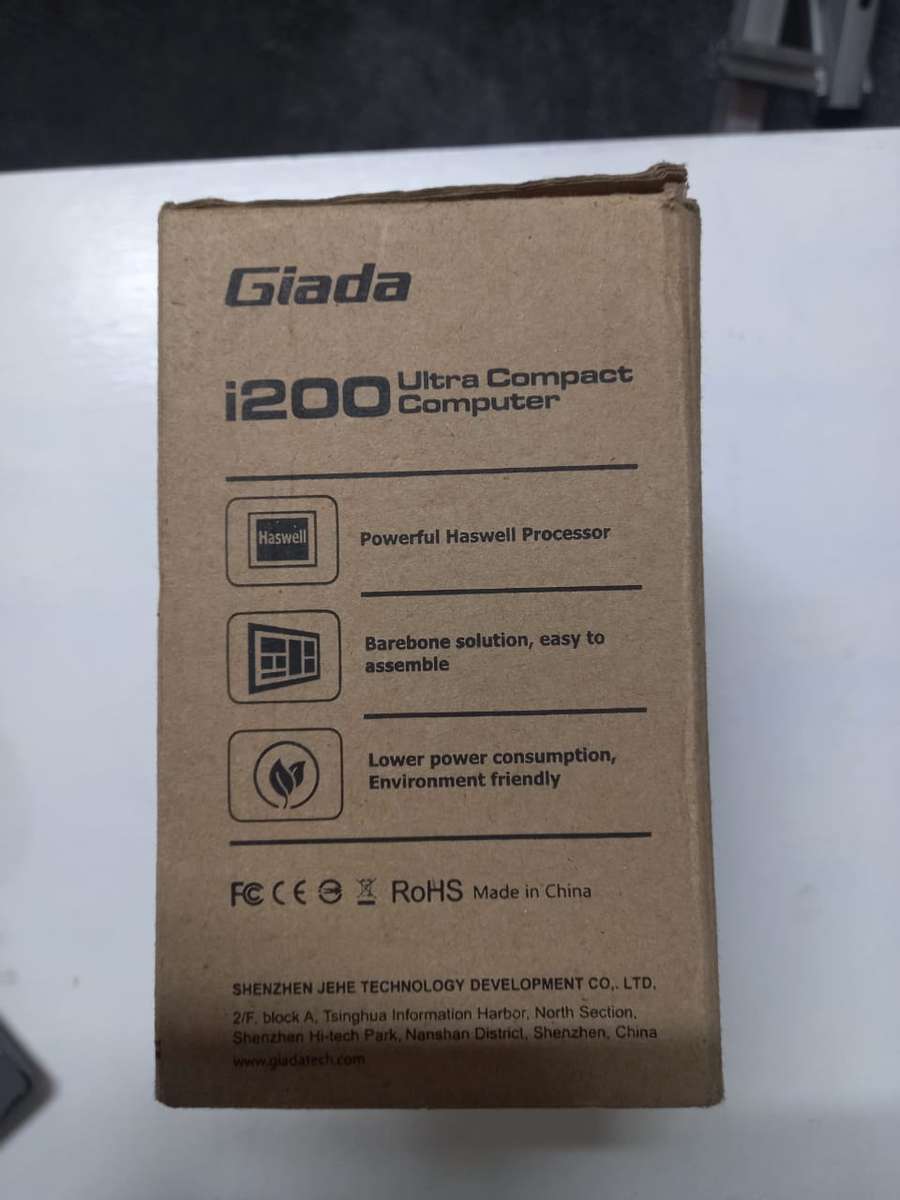 Giada
i200 Ultra Compact
Computer
Haswell
Powerful Haswell Processor
Barebone solution, easy to
assemble
Lower power consumption,
Environment friendly
FC CE RoHS Made in China
SHENZHEN JEHE TECHNOLOGY DEVELOPMENT CO,. LTD.
2/F, block A, Tsinghua Information Harbor, North Section,
Shenzhen Hi-tech Park, Nanshan District, Shenzhen, China
www.giadatech.com